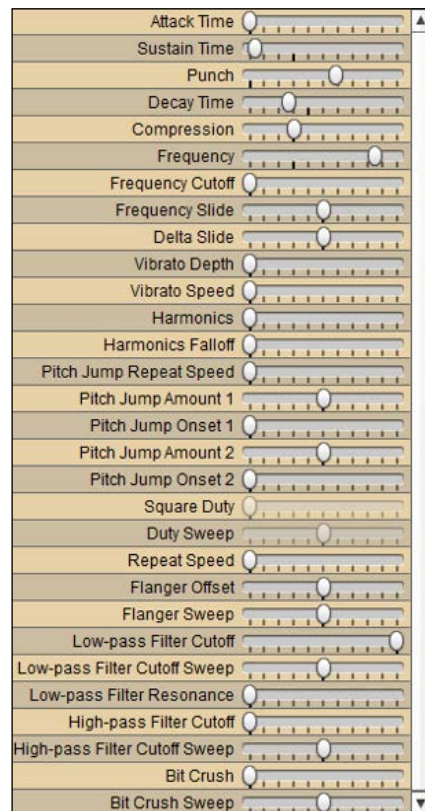 Attack Time
Sustain Time
Punch
Decay Time
Compression
Frequency
Frequency Cutoff
Frequency Slide
Delta Slide
Vibrato Depth
Vibrato Speed
Harmonics
Harmonics Falloff
Pitch Jump Repeat Speed
Pitch Jump Amount 1
Pitch Jump Onset 1
Pitch Jump Amount 2
Pitch Jump Onset 2
Square Duty
Duty Sweep
Repeat Speed
Flanger Offset
Flanger Sweep
Low-pass Filter Cutoff
Low-pass Filter Cutoff Sweep
Low-pass Filter Resonance
High-pass Filter Cutoff
High-pass Filter Cutoff Sweep
Bit Crush
Bit Crush Sweep